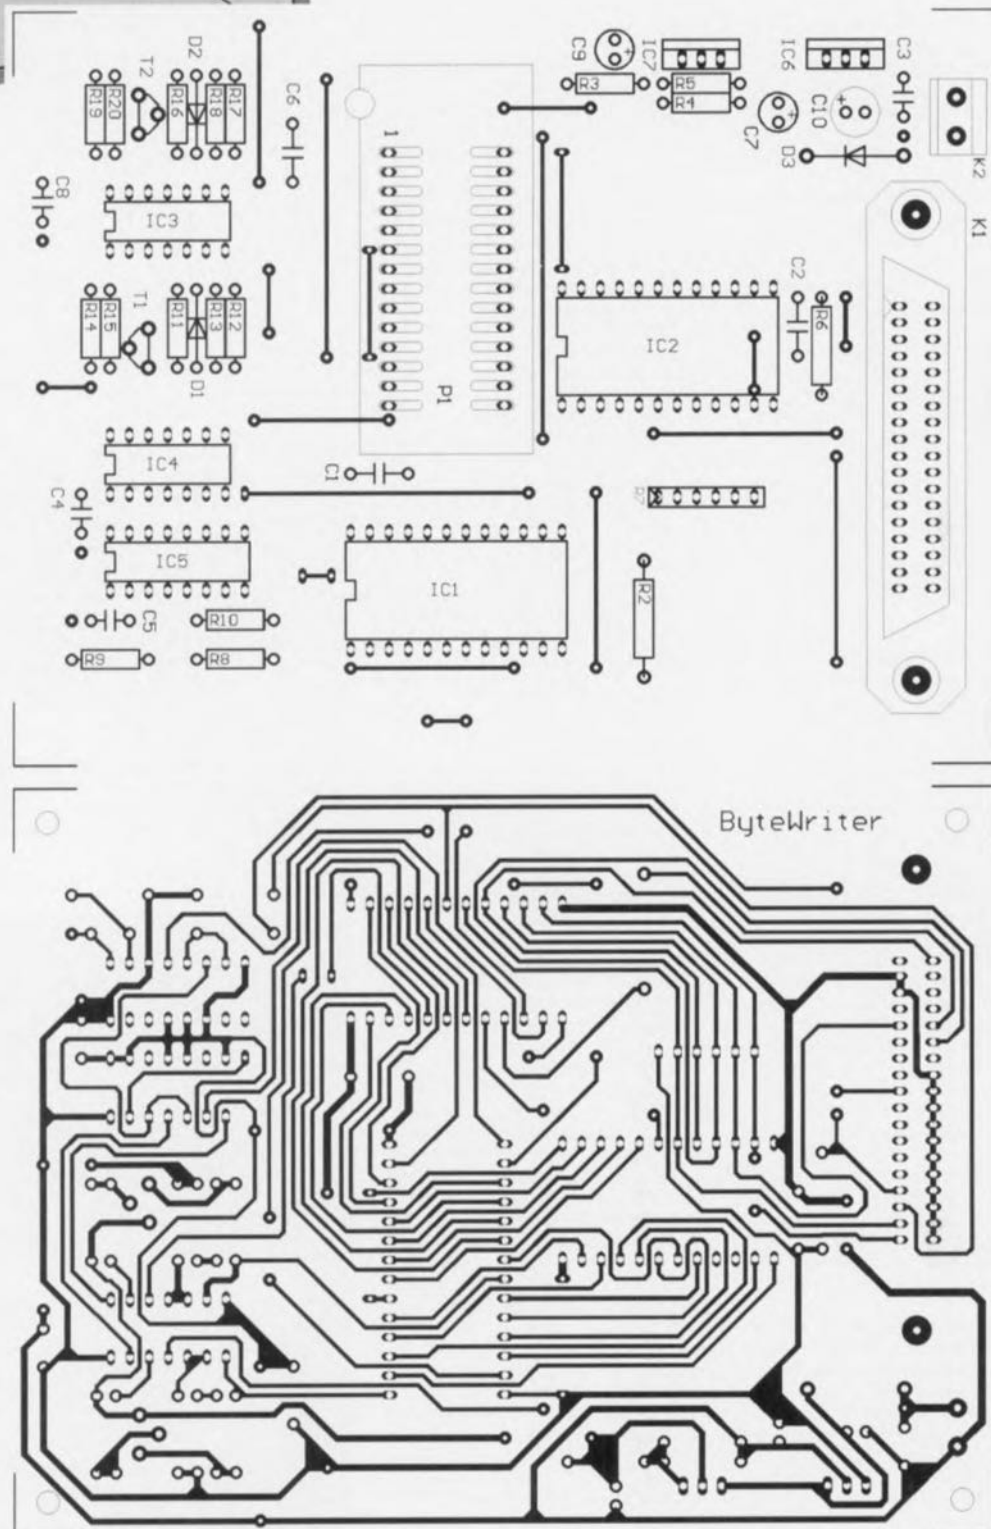 D2
T2
R19
R20
R16
R18
R17
C6
C8
IC3
1
C9
IC7
R3
R5
R4
C7
IC6
C10
C3
D3
K2
K1
R14
R15
T1
R11
R13
R12
D1
P1
IC2
C2
R6
IC4
C1
R7
C4
IC5
IC1
R2
C5
R10
R9
R8
ByteWriter